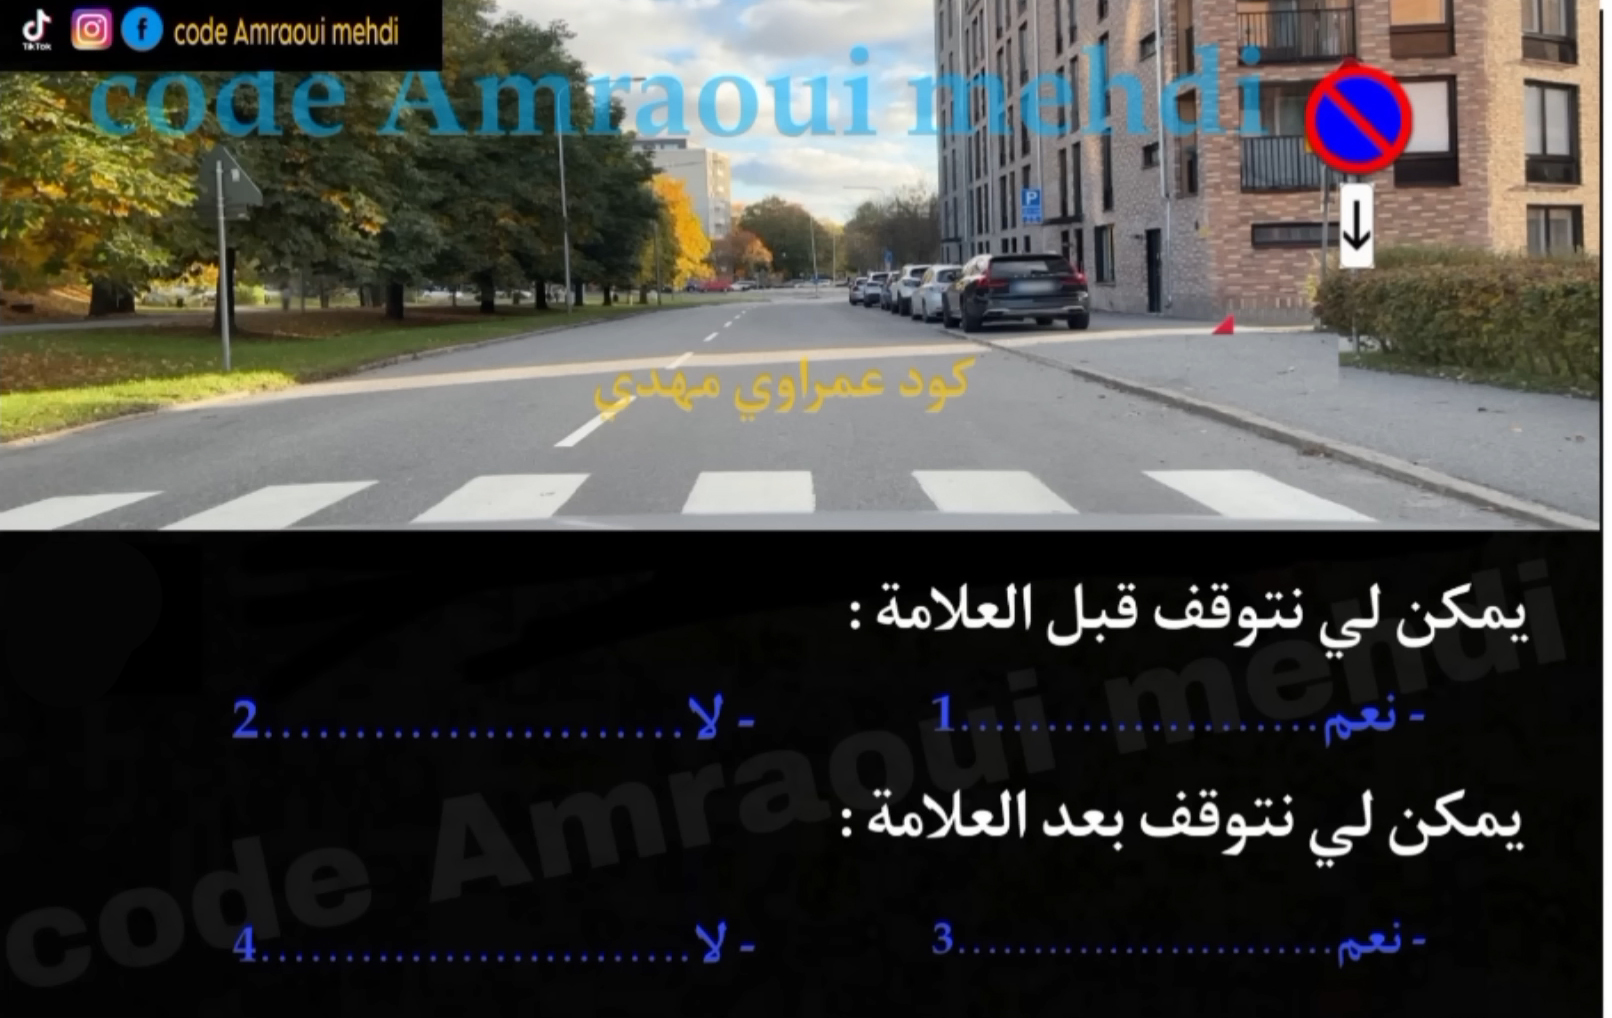 TikTok
code Amraoui mehdi
code Amraoui mehdi
P
كود عمراوي مهدي
يمكن لي نتوقف قبل العلامة :
- نعم.....................1
- لا.........................2
يمكن لي نتوقف بعد العلامة :
- نعم.......................3
- لا...........................4
code Amraoui mehdi